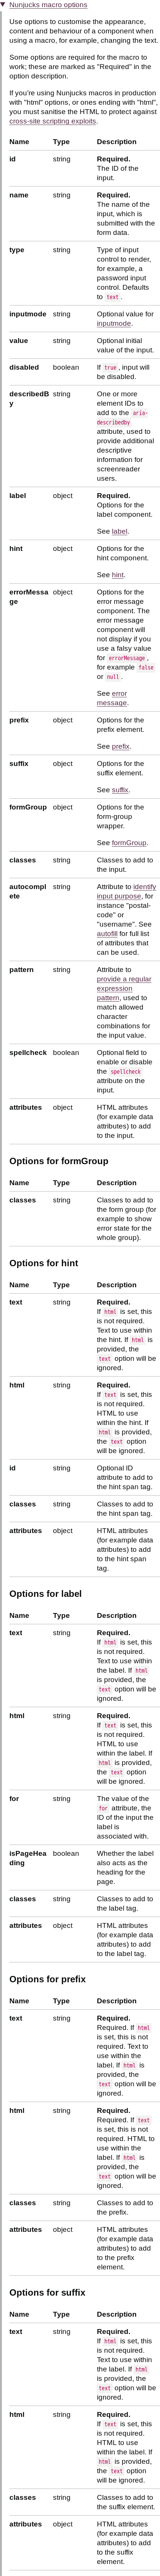 ▼ Nunjucks macro options
Use options to customise the appearance,
content and behaviour of a component when
using a macro, for example, changing the text.
Some options are required for the macro to
work; these are marked as "Required" in the
option description.
If you're using Nunjucks macros in production
with "html" options, or ones ending with "html",
you must sanitise the HTML to protect against
cross-site scripting exploits.
Name Type Description
id string Required.
The ID of the
input.
name string Required.
The name of the
input, which is
submitted with the
form data.
type string Type of input
control to render,
for example, a
password input
control. Defaults
to text.
inputmode string Optional value for
inputmode.
value string Optional initial
value of the input.
disabled boolean If true, input will
be disabled.
describedB string One or more
y element IDs to
add to the aria-
describedby
attribute, used to
provide additional
descriptive
information for
screenreader
users.
label object Required.
Options for the
label component.
See label.
hint object Options for the
hint component.
See hint.
errorMessa object Options for the
ge error message
component. The
error message
component will
not display if you
use a falsy value
for errorMessage,
for example false
or null.
See error
message.
prefix object Options for the
prefix element.
See prefix.
suffix object Options for the
suffix element.
See suffix.
formGroup object Options for the
form-group
wrapper.
See formGroup.
classes string Classes to add to
the input.
autocompl string Attribute to identify
ete input purpose, for
instance "postal-
code" or
"username". See
autofill for full list
of attributes that
can be used.
pattern string Attribute to
provide a regular
expression
pattern, used to
match allowed
character
combinations for
the input value.
spellcheck boolean Optional field to
enable or disable
the spellcheck
attribute on the
input.
attributes object HTML attributes
(for example data
attributes) to add
to the input.
Options for formGroup
Name Type Description
classes string Classes to add to
the form group (for
example to show
error state for the
whole group).
Options for hint
Name Type Description
text string Required.
If html is set, this
is not required.
Text to use within
the hint. If html is
provided, the
text option will be
ignored.
html string Required.
If text is set, this
is not required.
HTML to use
within the hint. If
html is provided,
the text option
will be ignored.
id string Optional ID
attribute to add to
the hint span tag.
classes string Classes to add to
the hint span tag.
attributes object HTML attributes
(for example data
attributes) to add
to the hint span
tag.
Options for label
Name Type Description
text string Required.
If html is set, this
is not required.
Text to use within
the label. If html
is provided, the
text option will be
ignored.
html string Required.
If text is set, this
is not required.
HTML to use
within the label. If
html is provided,
the text option
will be ignored.
for string The value of the
for attribute, the
ID of the input the
label is
associated with.
isPageHea boolean Whether the label
ding also acts as the
heading for the
page.
classes string Classes to add to
the label tag.
attributes object HTML attributes
(for example data
attributes) to add
to the label tag.
Options for prefix
Name Type Description
text string Required.
Required. If html
is set, this is not
required. Text to
use within the
label. If html is
provided, the
text option will be
ignored.
html string Required.
Required. If text
is set, this is not
required. HTML to
use within the
label. If html is
provided, the
text option will be
ignored.
classes string Classes to add to
the prefix.
attributes object HTML attributes
(for example data
attributes) to add
to the prefix
element.
Options for suffix
Name Type Description
text string Required.
If html is set, this
is not required.
Text to use within
the label. If html
is provided, the
text option will be
ignored.
html string Required.
If text is set, this
is not required.
HTML to use
within the label. If
html is provided,
the text option
will be ignored.
classes string Classes to add to
the suffix element.
attributes object HTML attributes
(for example data
attributes) to add
to the suffix
element.